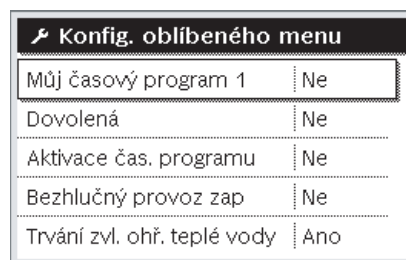 Konfig. oblíbeného menu
Můj časový program 1 Ne
Dovolená Ne
Aktivace čas. programu Ne
Bezhlučný provoz zap Ne
Trvání zvl. ohř. teplé vody Ano